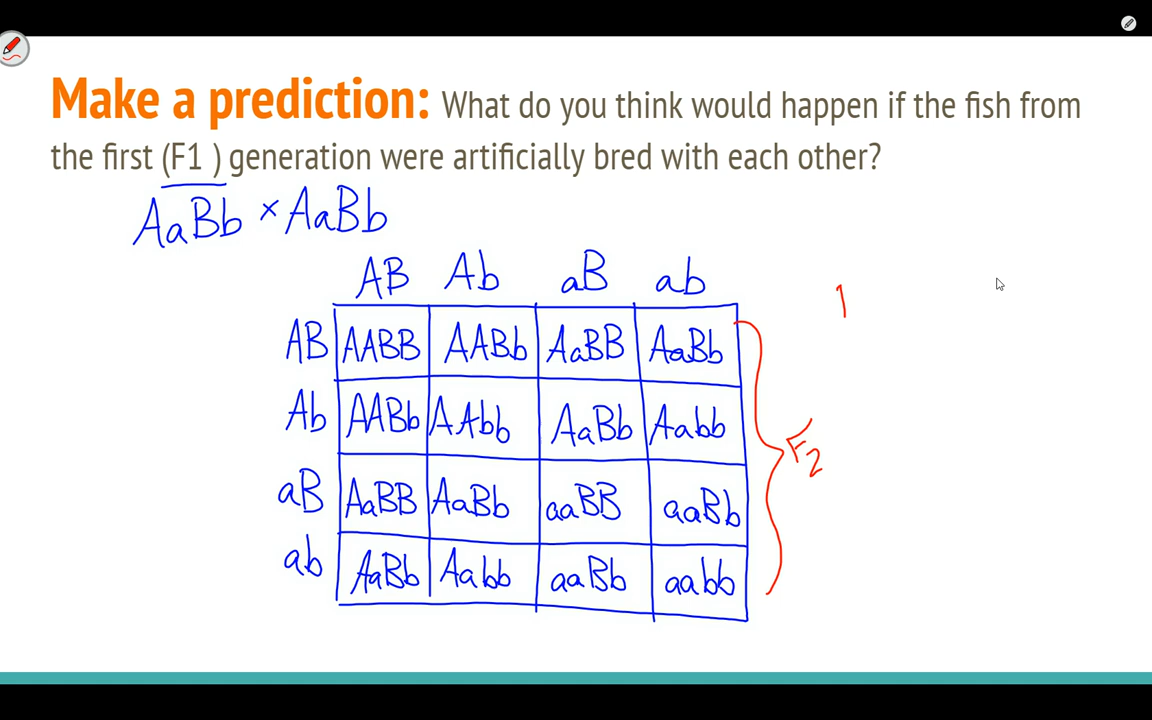 Make a prediction: What do you think would happen if the fish from
the first (F1 ) generation were artificially bred with each other?
AaBb × AaBb
AB Ab aB ab
AB AABB AABb AaBB AaBb
Ab AABb AAbb AaBb Aabb
aB AaBB AaBb aaBB aaBb
ab AaBb Aabb aaBb aabb
F2
1